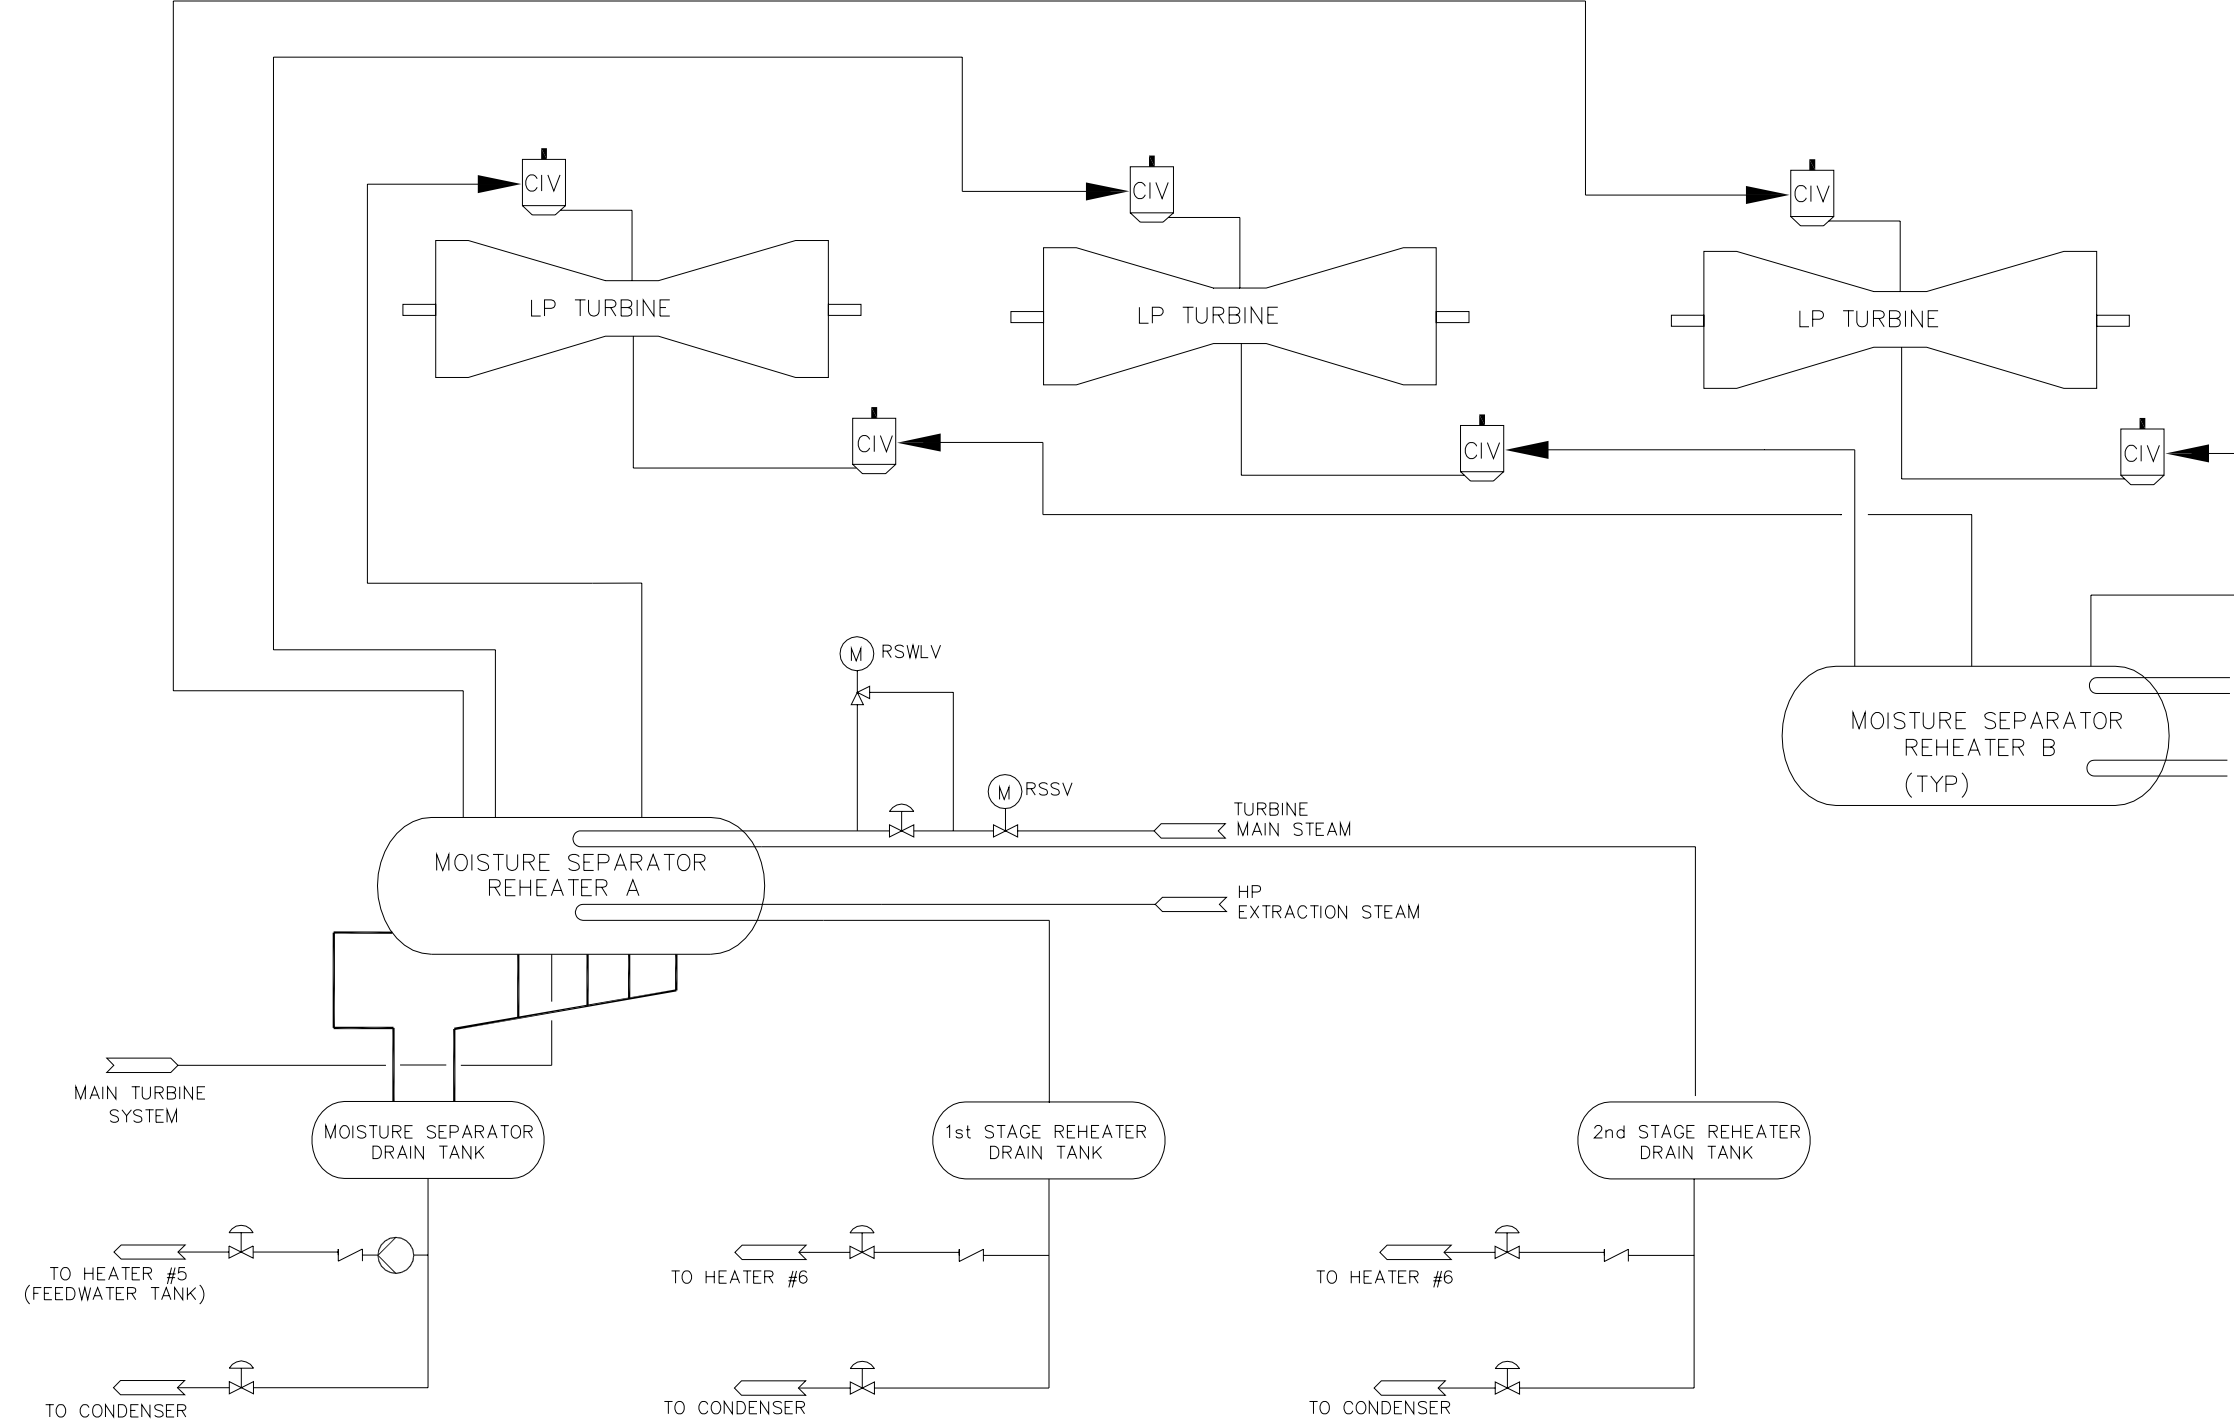 CIV
CIV
CIV
LP TURBINE
LP TURBINE
LP TURBINE
CIV
CIV
CIV
M RSWLV
MOISTURE SEPARATOR
REHEATER B
(TYP)
M RSSV
TURBINE
MAIN STEAM
MOISTURE SEPARATOR
REHEATER A
HP
EXTRACTION STEAM
MAIN TURBINE
SYSTEM
MOISTURE SEPARATOR
DRAIN TANK
1st STAGE REHEATER
DRAIN TANK
2nd STAGE REHEATER
DRAIN TANK
TO HEATER #5
(FEEDWATER TANK)
TO HEATER #6
TO HEATER #6
TO CONDENSER
TO CONDENSER
TO CONDENSER